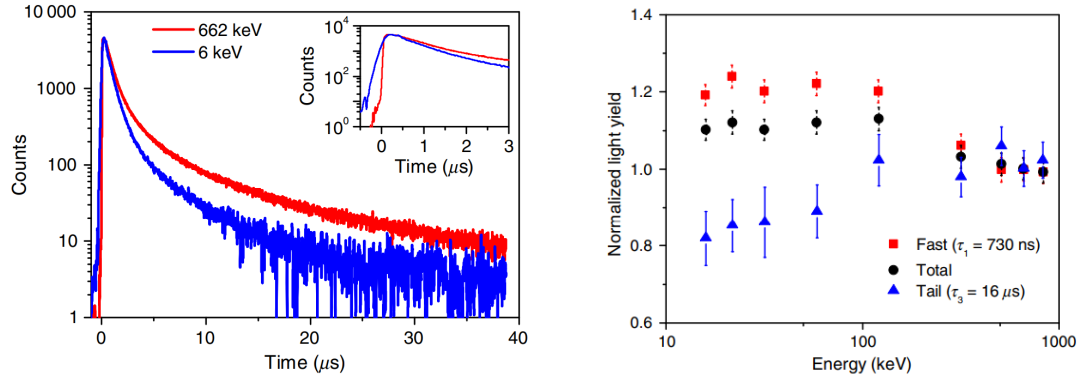 10 000
1000
100
10
1
Counts
0
10
20
30
40
Time (μs)
662 keV
6 keV
10⁴
10²
10⁰
Counts
0
1
2
3
Time (μs)
1.4
1.2
1.0
0.8
0.6
Normalized light yield
Fast (τ₁ = 730 ns)
Total
Tail (τ₃ = 16 μs)
10
100
1000
Energy (keV)